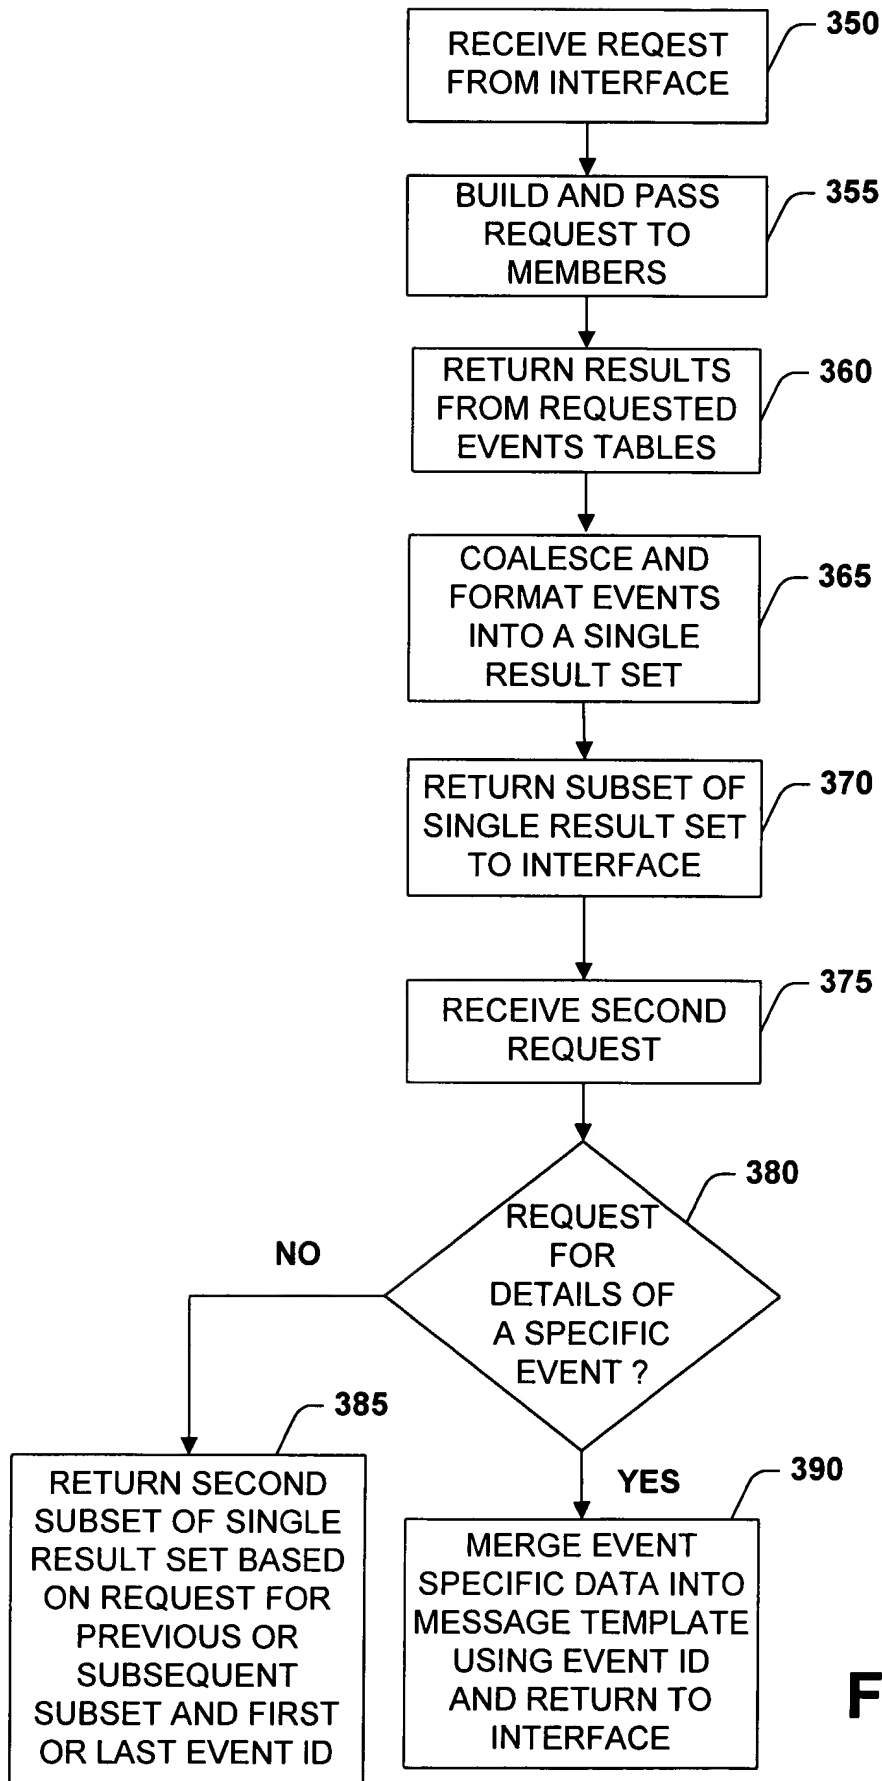 350
RECEIVE REQEST
FROM INTERFACE
355
BUILD AND PASS
REQUEST TO
MEMBERS
360
RETURN RESULTS
FROM REQUESTED
EVENTS TABLES
365
COALESCE AND
FORMAT EVENTS
INTO A SINGLE
RESULT SET
370
RETURN SUBSET OF
SINGLE RESULT SET
TO INTERFACE
375
RECEIVE SECOND
REQUEST
380
REQUEST
FOR
DETAILS OF
A SPECIFIC
EVENT ?
NO
385
RETURN SECOND
SUBSET OF SINGLE
RESULT SET BASED
ON REQUEST FOR
PREVIOUS OR
SUBSEQUENT
SUBSET AND FIRST
OR LAST EVENT ID
YES
390
MERGE EVENT
SPECIFIC DATA INTO
MESSAGE TEMPLATE
USING EVENT ID
AND RETURN TO
INTERFACE
F